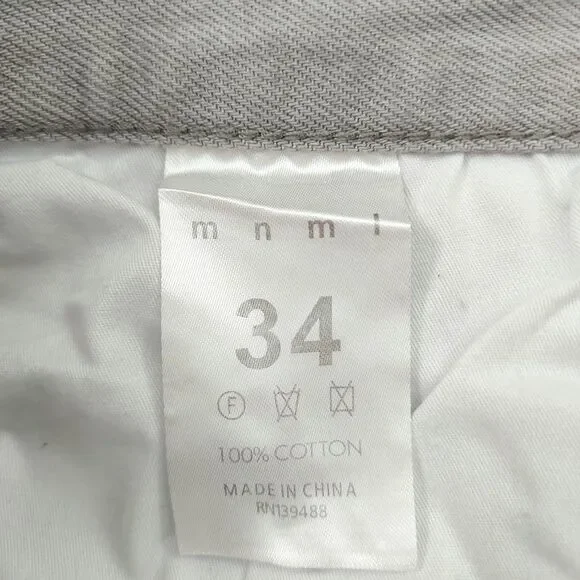 m n m l
34
F
100% COTTON
MADE IN CHINA
RN139488